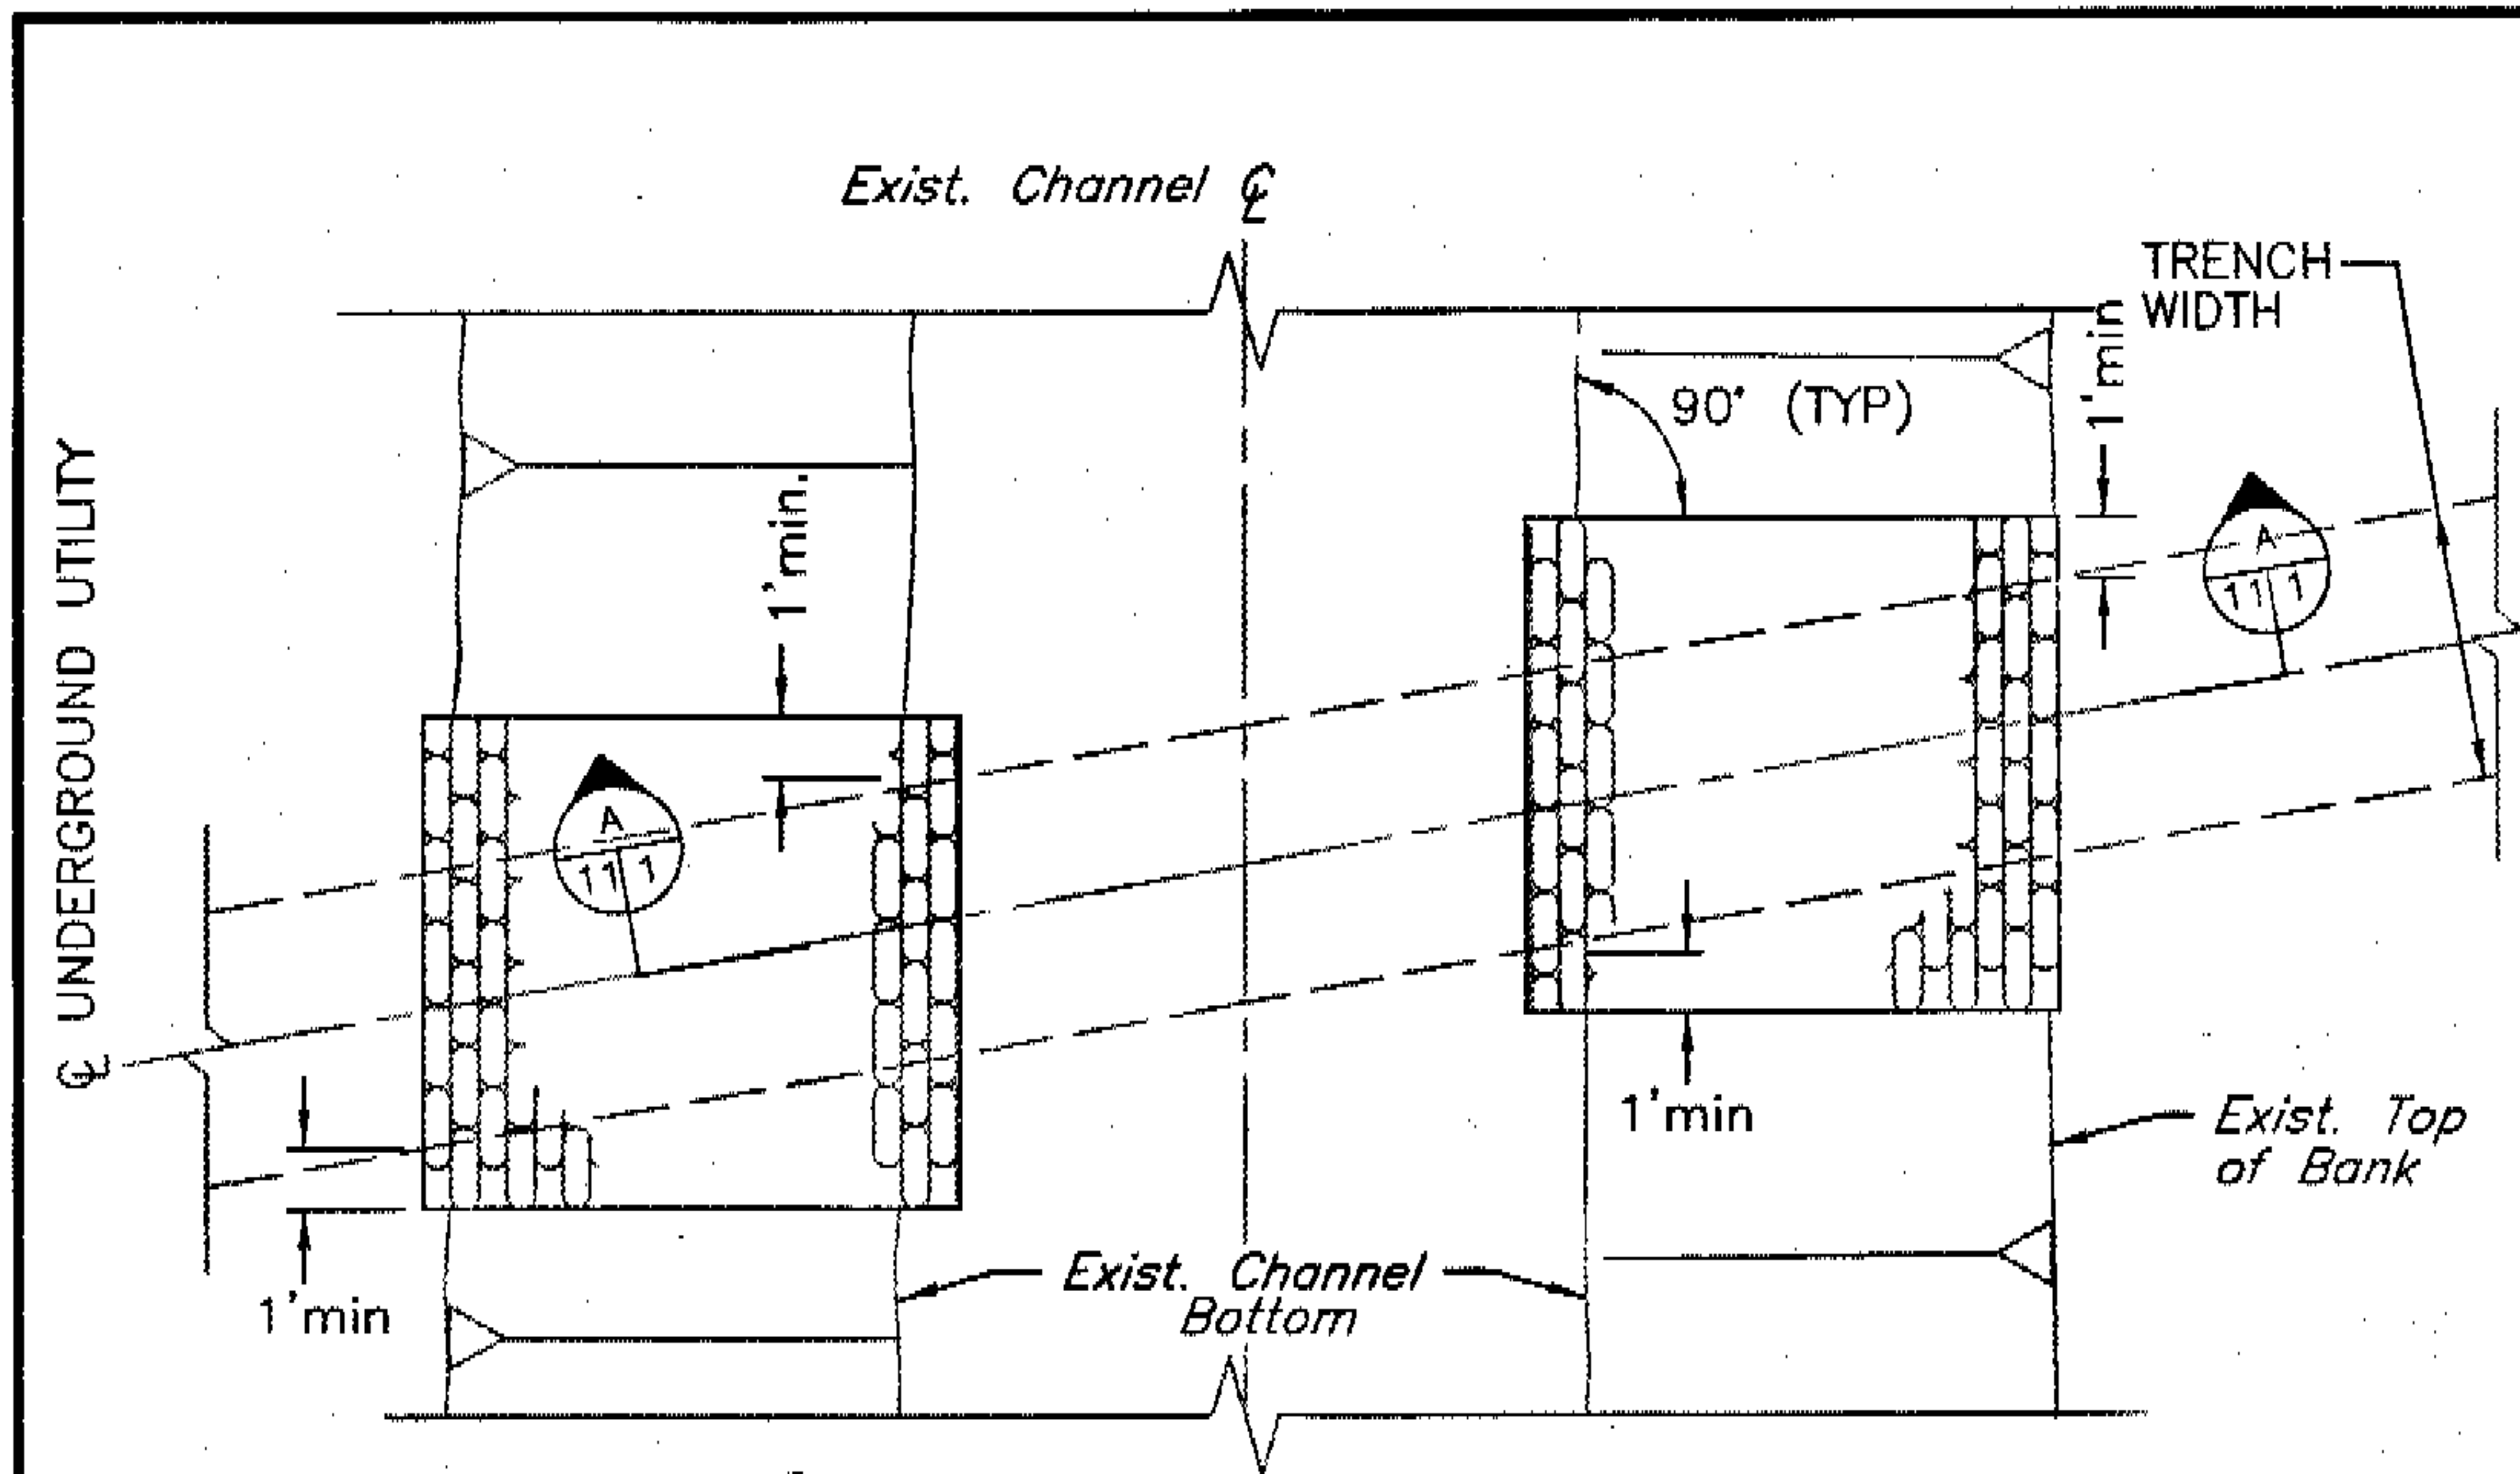 Exist. Channel ℄
TRENCH
WIDTH
1'min
90° (TYP)
1'min.
℄ UNDERGROUND UTILITY
A
11 1
A
11 1
1'min
1'min
Exist. Top
of Bank
Exist. Channel
Bottom